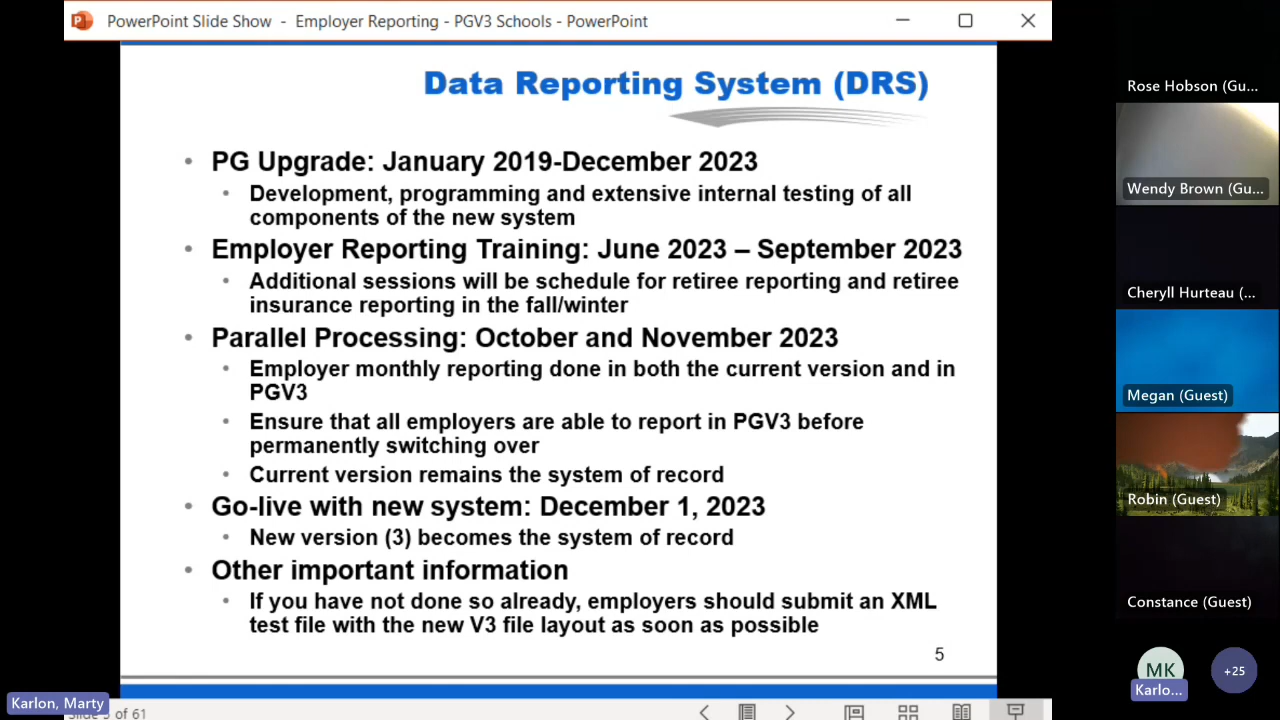 PowerPoint Slide Show - Employer Reporting - PGV3 Schools - PowerPoint
Data Reporting System (DRS)
• PG Upgrade: January 2019-December 2023
• Development, programming and extensive internal testing of all
components of the new system
• Employer Reporting Training: June 2023 – September 2023
• Additional sessions will be schedule for retiree reporting and retiree
insurance reporting in the fall/winter
• Parallel Processing: October and November 2023
• Employer monthly reporting done in both the current version and in
PGV3
• Ensure that all employers are able to report in PGV3 before
permanently switching over
• Current version remains the system of record
• Go-live with new system: December 1, 2023
• New version (3) becomes the system of record
• Other important information
• If you have not done so already, employers should submit an XML
test file with the new V3 file layout as soon as possible
5
Karlon, Marty
Slide 5 of 61
Rose Hobson (Gu...
Wendy Brown (Gu...
Cheryll Hurteau (...
Megan (Guest)
Robin (Guest)
Constance (Guest)
MK
Karlo...
+25